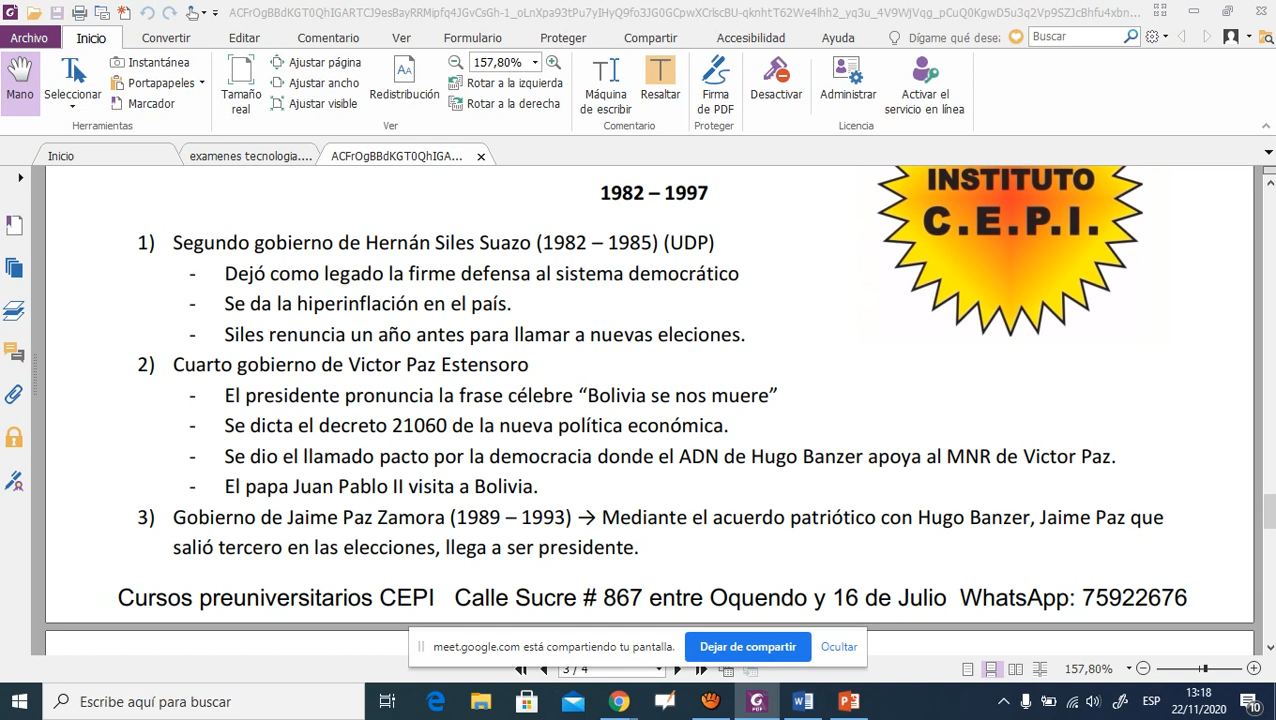 ACFrOgBBdKGT0QhIGARTCJ9esBayRRMipfq4JGsr5s-1_oLnXpa93tPu7yIHyQ9fo3JG0GCpwX
Archivo Inicio Convertir Editar Comentario Ver Formulario Proteger Compartir Accesibilidad Ayuda Dígame qué dese Buscar
Mano
Seleccionar
Instantánea
Portapapeles
Marcador
Herramientas
Tamaño real
Ajustar página
Ajustar ancho
Ajustar visible
Redistribución
157,80%
Rotar a la izquierda
Rotar a la derecha
Ver
Máquina de escribir
Resaltar
Comentario
Firma de PDF
Proteger
Desactivar
Administrar
Activar el servicio en línea
Licencia
Inicio examenes tecnologia.... ACFrOgBBdKGT0QhIGA...
INSTITUTO
C.E.P.I.
1982 – 1997
1) Segundo gobierno de Hernán Siles Suazo (1982 – 1985) (UDP)
- Dejó como legado la firme defensa al sistema democrático
- Se da la hiperinflación en el país.
- Siles renuncia un año antes para llamar a nuevas eleciones.
2) Cuarto gobierno de Victor Paz Estensoro
- El presidente pronuncia la frase célebre “Bolivia se nos muere”
- Se dicta el decreto 21060 de la nueva política económica.
- Se dio el llamado pacto por la democracia donde el ADN de Hugo Banzer apoya al MNR de Victor Paz.
- El papa Juan Pablo II visita a Bolivia.
3) Gobierno de Jaime Paz Zamora (1989 – 1993) → Mediante el acuerdo patriótico con Hugo Banzer, Jaime Paz que
salió tercero en las elecciones, llega a ser presidente.
Cursos preuniversitarios CEPI Calle Sucre # 867 entre Oquendo y 16 de Julio WhatsApp: 75922676
meet.google.com está compartiendo tu pantalla. Dejar de compartir Ocultar
3 / 4 157,80%
Escribe aquí para buscar ESP 13:18
22/11/2020 10